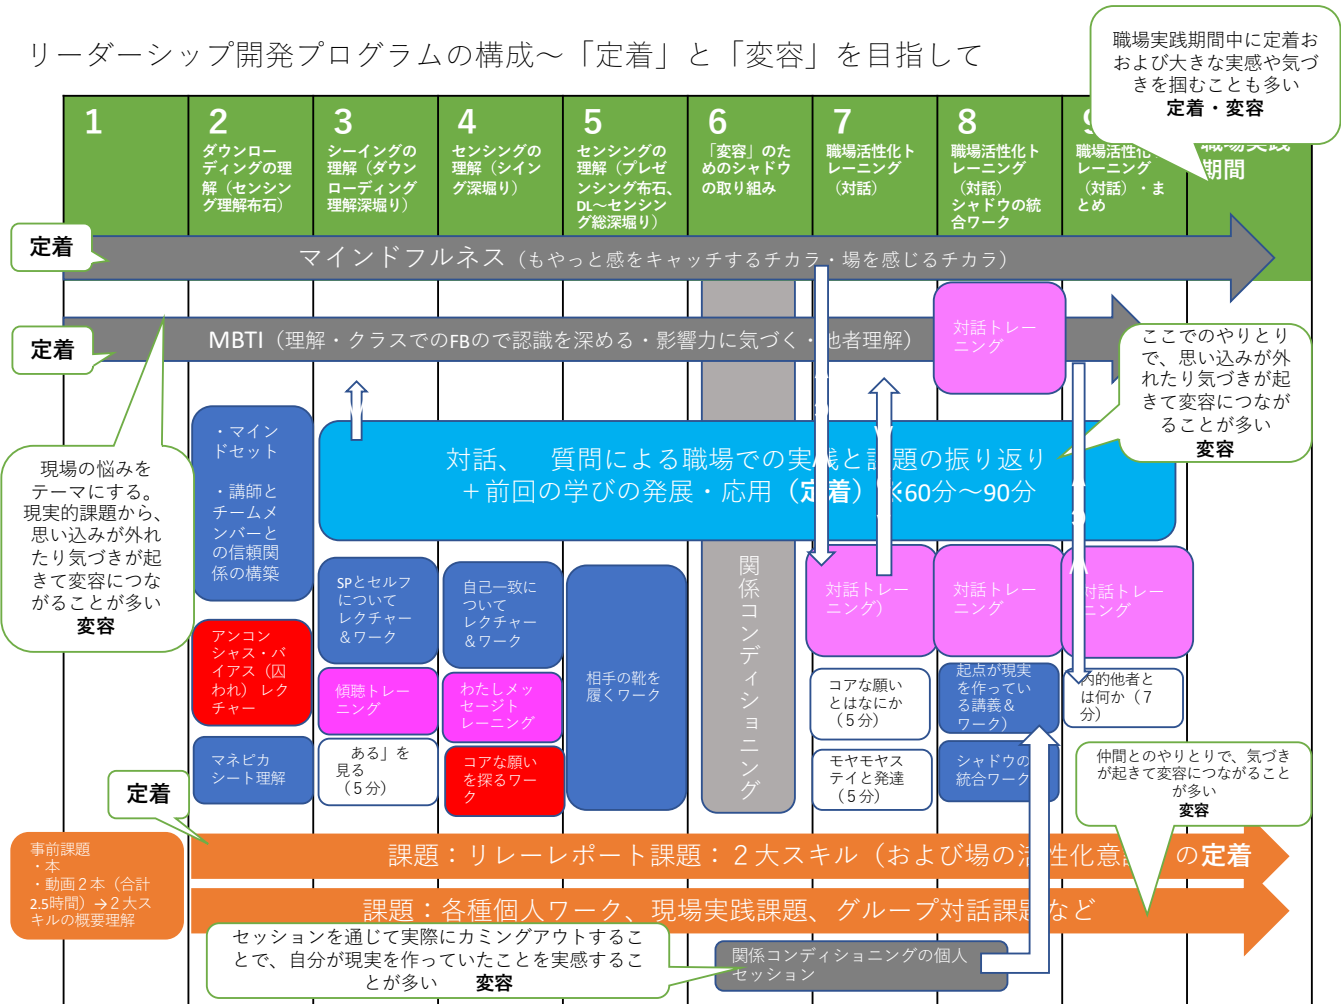 リーダーシップ開発プログラムの構成～「定着」と「変容」を目指して
職場実践期間中に定着お
および大きな実感や気づ
きを掴むことも多い
定着・変容
1
2
ダウンロー
ディングの理
解（センシン
グ理解布石）
3
シーイングの
理解（ダウン
ローディング
理解深堀り）
4
センシングの
理解（シイン
グ深堀り）
5
センシングの
理解（プレゼ
ンシング布石、
DL～センシン
グ総深堀り）
6
「変容」のた
めのシャドウ
の取り組み
7
職場活性化ト
レーニング
（対話）
8
職場活性化ト
レーニング
（対話）
シャドウの統
合ワーク
9
職場活性化ト
レーニング
（対話）・ま
とめ
職場実践
期間
定着
マインドフルネス（もやっと感をキャッチするチカラ・場を感じるチカラ）
定着
MBTI（理解・クラスでのFBので認識を深める・影響力に気づく・他者理解）
対話トレー
ニング
ここでのやりとり
で、思い込みが外
れたり気づきが起
きて変容につなが
ることが多い
変容
現場の悩みを
テーマにする。
現実的課題から、
思い込みが外れ
たり気づきが起
きて変容につな
がることが多い
変容
・マイン
ドセット
・講師と
チームメ
ンバーと
の信頼関
係の構築
対話、　質問による職場での実践と課題の振り返り
＋前回の学びの発展・応用（定着）※60分～90分
アンコン
シャス・バ
イアス（囚
われ） レク
チャー
マネピカ
シート理解
SPとセルフ
について
レクチャー
＆ワーク
傾聴トレー
ニング
ある」を
見る
（５分）
自己一致に
ついて
レクチャー
＆ワーク
わたしメッ
セージト
レーニング
コアな願い
を探るワー
ク
相手の靴を
履くワーク
関係コンディショニング
対話トレー
ニング）
コアな願い
とはなにか
（５分）
モヤモヤス
テイと発達
（５分）
対話トレー
ニング
起点が現実
を作ってい
る講義＆
ワーク）
シャドウの
統合ワーク
対話トレー
ニング
内的他者と
は何か（７
分）
仲間とのやりとりで、気づき
が起きて変容につながること
が多い
変容
定着
事前課題
・本
・動画２本（合計
2.5時間）→２大ス
キルの概要理解
課題：リレーレポート課題：２大スキル（および場の活性化意 の定着
課題：各種個人ワーク、現場実践課題、グループ対話課題など
セッションを通じて実際にカミングアウトするこ
とで、自分が現実を作っていたことを実感するこ
とが多い　変容
関係コンディショニングの個人
セッション